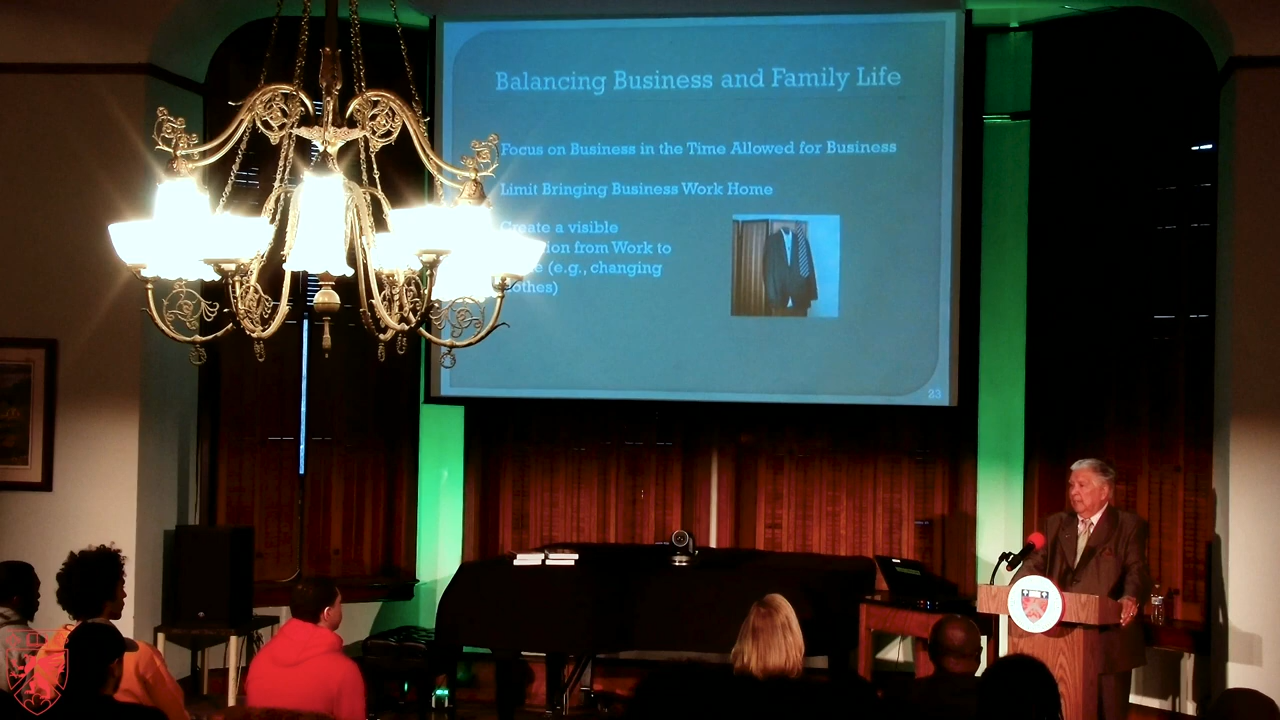 Balancing Business and Family Life
Focus on Business in the Time Allowed for Business
Limit Bringing Business Work Home
Create a visible
from Work to
(e.g., changing
23